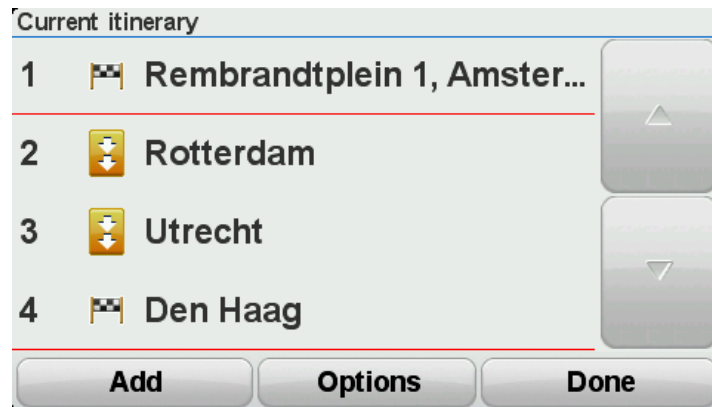 Current itinerary
1 Rembrandtplein 1, Amster...
2 Rotterdam
3 Utrecht
4 Den Haag
Add Options Done